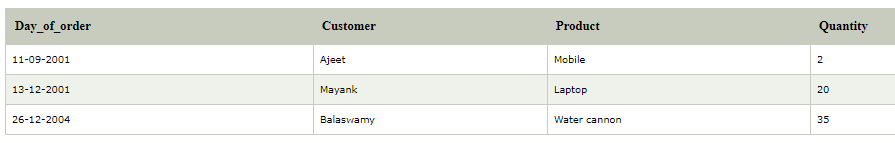 Day_of_order Customer Product Quantity
11-09-2001 Ajeet Mobile 2
13-12-2001 Mayank Laptop 20
26-12-2004 Balaswamy Water cannon 35